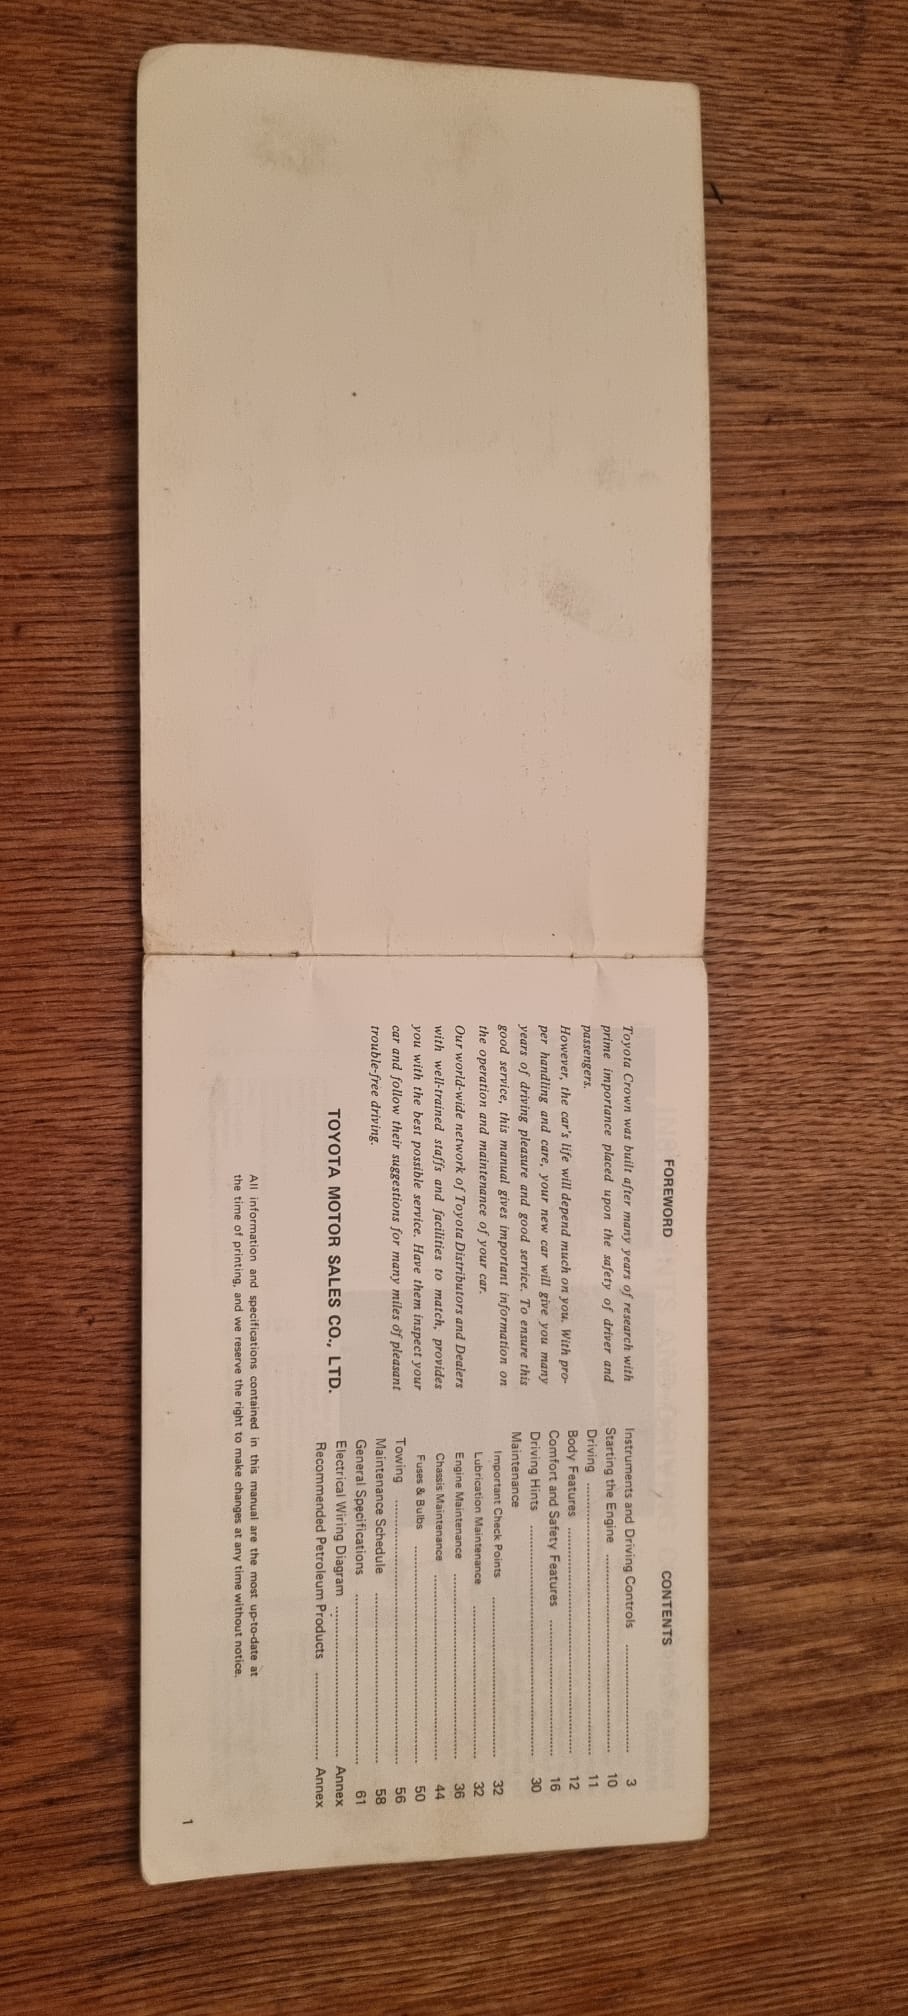 FOREWORD
Toyota Crown was built after many years of research with
prime importance placed upon the safety of driver and
passengers.
However, the car's life will depend much on you. With pro-
per handling and care, your new car will give you many
years of driving pleasure and good service. To ensure this
good service, this manual gives important information on
the operation and maintenance of your car.
Our world-wide network of Toyota Distributors and Dealers
with well-trained staffs and facilities to match, provides
you with the best possible service. Have them inspect your
car and follow their suggestions for many miles of pleasant
trouble-free driving.
TOYOTA MOTOR SALES CO., LTD.
CONTENTS
Instruments and Driving Controls .......... 3
Starting the Engine .......... 10
Driving .......... 11
Body Features .......... 12
Comfort and Safety Features .......... 16
Driving Hints .......... 30
Maintenance
Important Check Points .......... 32
Lubrication Maintenance .......... 32
Engine Maintenance .......... 36
Chassis Maintenance .......... 44
Fuses & Bulbs .......... 50
Towing .......... 56
Maintenance Schedule .......... 58
General Specifications .......... 61
Electrical Wiring Diagram .......... Annex
Recommended Petroleum Products .......... Annex
All information and specifications contained in this manual are the most up-to-date at
the time of printing, and we reserve the right to make changes at any time without notice.
1